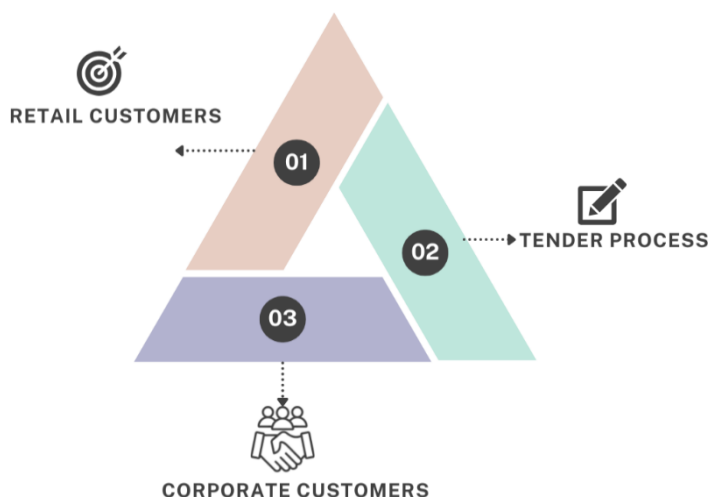 RETAIL CUSTOMERS
01
02
TENDER PROCESS
03
CORPORATE CUSTOMERS